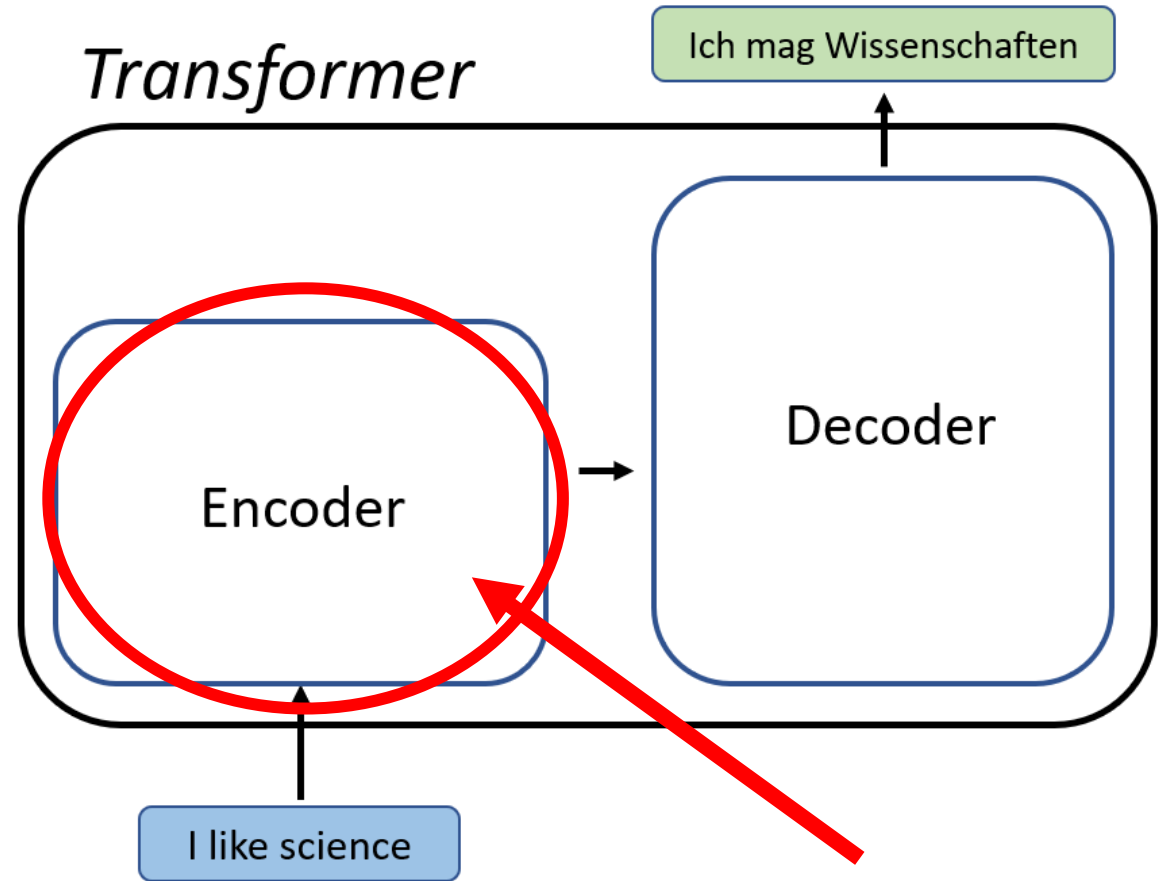 Transformer
Ich mag Wissenschaften
Encoder
Decoder
I like science